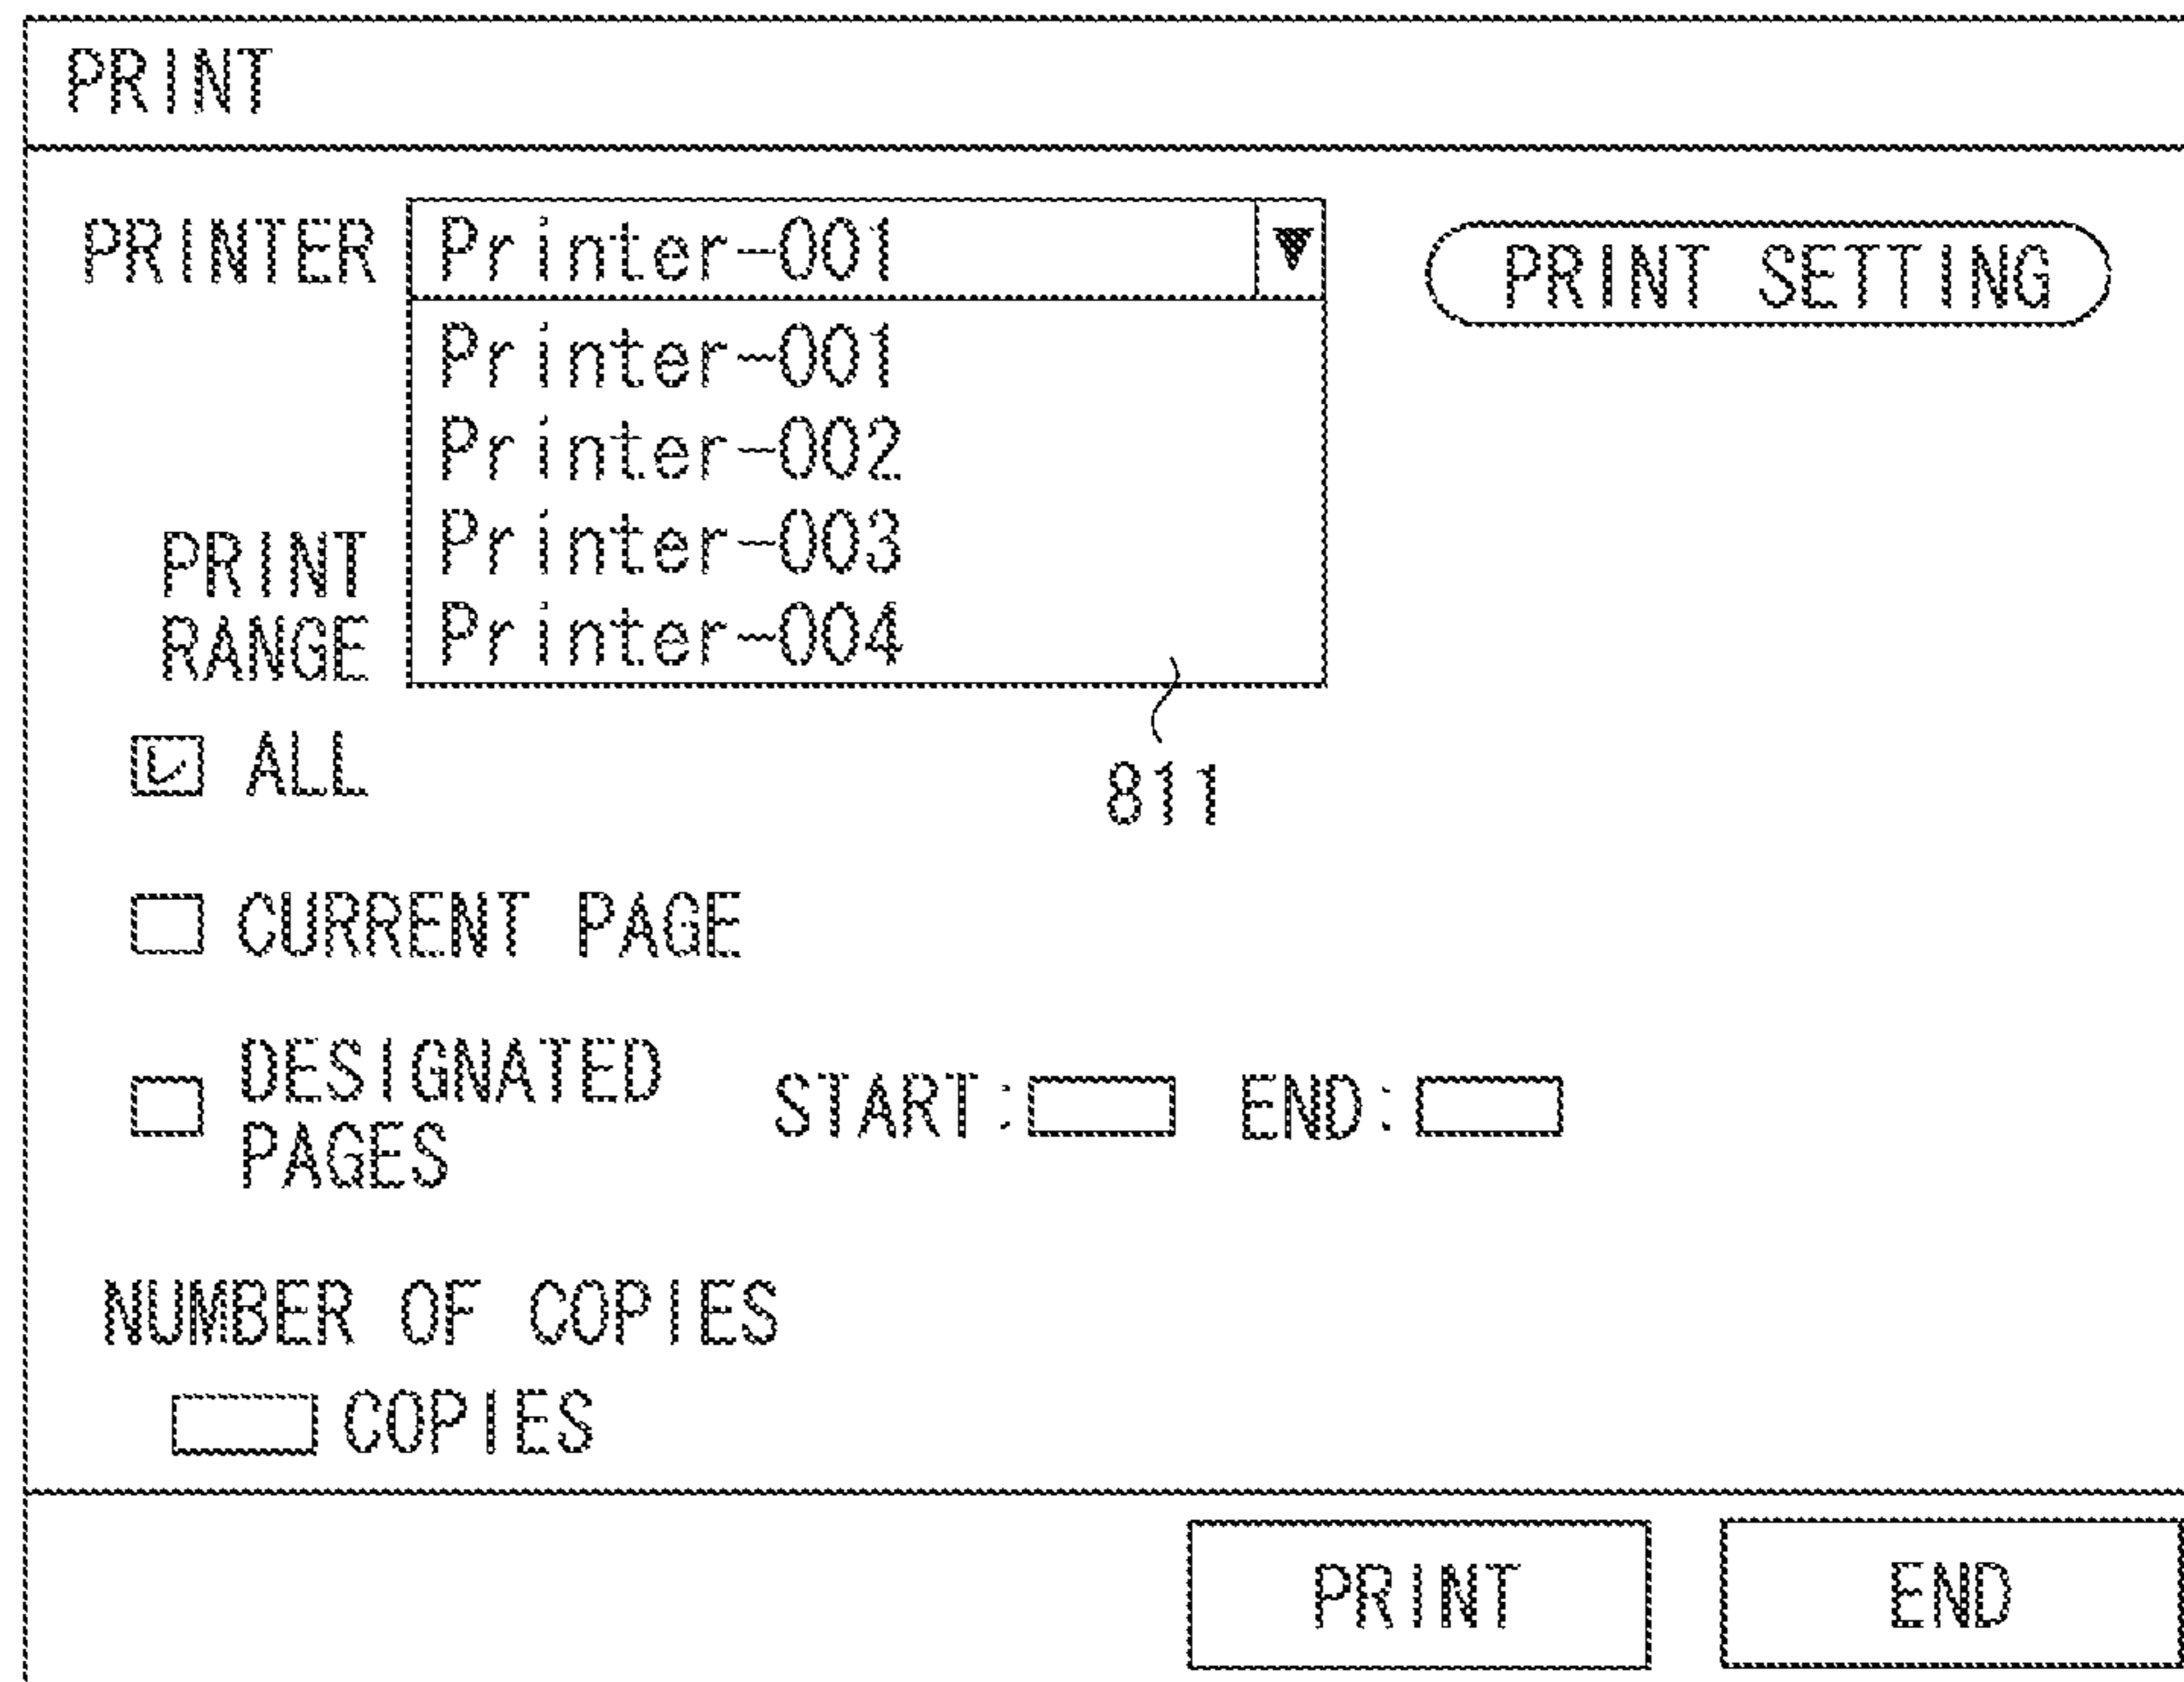 PRINT
PRINTER Printer-001 ▼ PRINT SETTING
Printer-001
Printer-002
Printer-003
Printer-004
PRINT
RANGE
811
ALL
CURRENT PAGE
DESIGNATED
PAGES
START: END:
NUMBER OF COPIES
COPIES
PRINT END